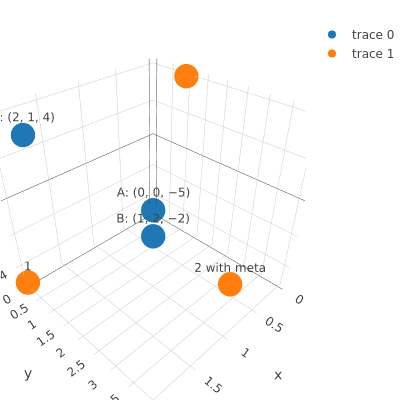 trace 0
trace 1
: (2, 1, 4)
A: (0, 0, −5)
B: (1, 2, −2)
1
2 with meta
4
0
0.5
1
1.5
2
2.5
3
5
y
0
0.5
1
1.5
x